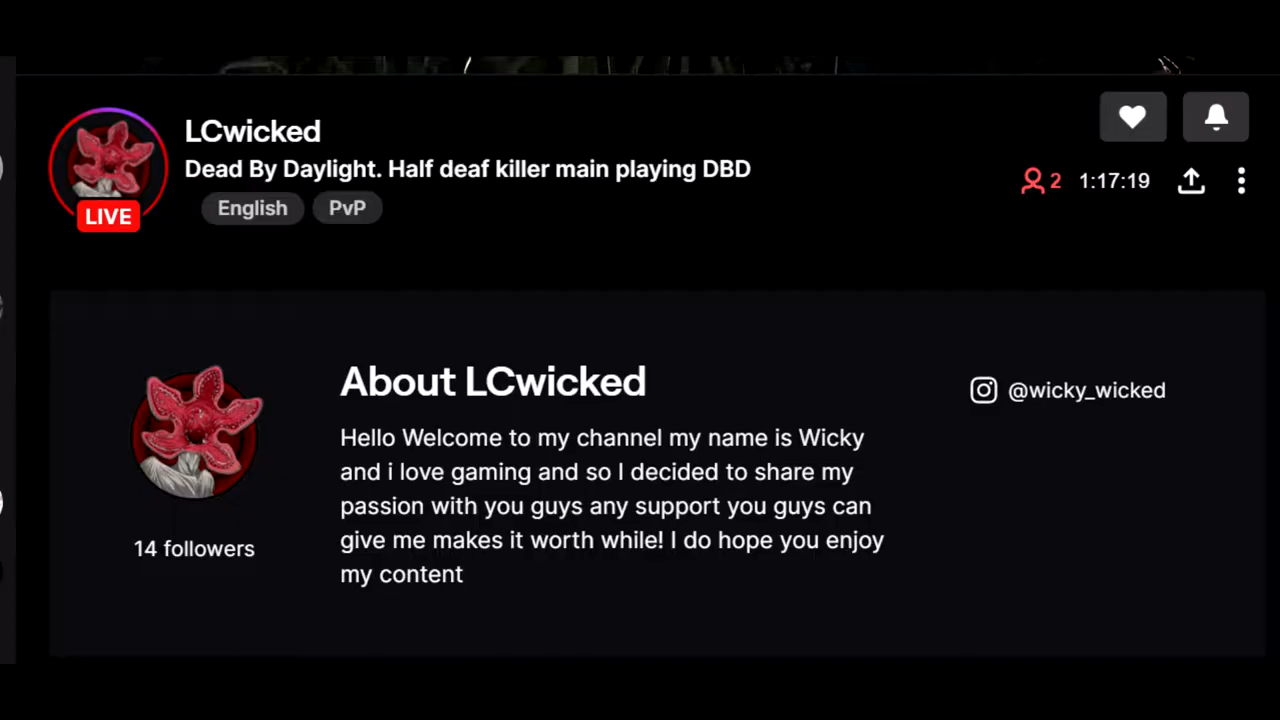 LCwicked
Dead By Daylight. Half deaf killer main playing DBD
English PvP
LIVE
2 1:17:19
About LCwicked
@wicky_wicked
Hello Welcome to my channel my name is Wicky
and i love gaming and so I decided to share my
passion with you guys any support you guys can
give me makes it worth while! I do hope you enjoy
my content
14 followers